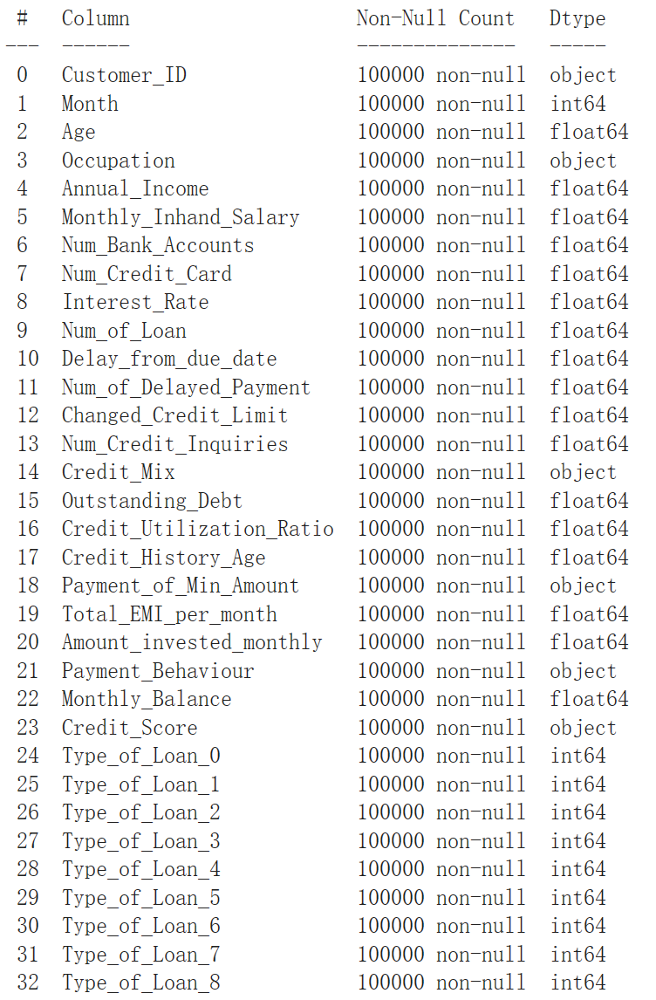 #   Column                    Non-Null Count   Dtype
---  ------                    --------------   -----
0   Customer_ID               100000 non-null  object
1   Month                     100000 non-null  int64
2   Age                       100000 non-null  float64
3   Occupation                100000 non-null  object
4   Annual_Income             100000 non-null  float64
5   Monthly_Inhand_Salary     100000 non-null  float64
6   Num_Bank_Accounts         100000 non-null  float64
7   Num_Credit_Card           100000 non-null  float64
8   Interest_Rate             100000 non-null  float64
9   Num_of_Loan               100000 non-null  float64
10  Delay_from_due_date       100000 non-null  float64
11  Num_of_Delayed_Payment    100000 non-null  float64
12  Changed_Credit_Limit      100000 non-null  float64
13  Num_Credit_Inquiries      100000 non-null  float64
14  Credit_Mix                100000 non-null  object
15  Outstanding_Debt          100000 non-null  float64
16  Credit_Utilization_Ratio  100000 non-null  float64
17  Credit_History_Age        100000 non-null  float64
18  Payment_of_Min_Amount     100000 non-null  object
19  Total_EMI_per_month       100000 non-null  float64
20  Amount_invested_monthly   100000 non-null  float64
21  Payment_Behaviour         100000 non-null  object
22  Monthly_Balance           100000 non-null  float64
23  Credit_Score              100000 non-null  object
24  Type_of_Loan_0            100000 non-null  int64
25  Type_of_Loan_1            100000 non-null  int64
26  Type_of_Loan_2            100000 non-null  int64
27  Type_of_Loan_3            100000 non-null  int64
28  Type_of_Loan_4            100000 non-null  int64
29  Type_of_Loan_5            100000 non-null  int64
30  Type_of_Loan_6            100000 non-null  int64
31  Type_of_Loan_7            100000 non-null  int64
32  Type_of_Loan_8            100000 non-null  int64